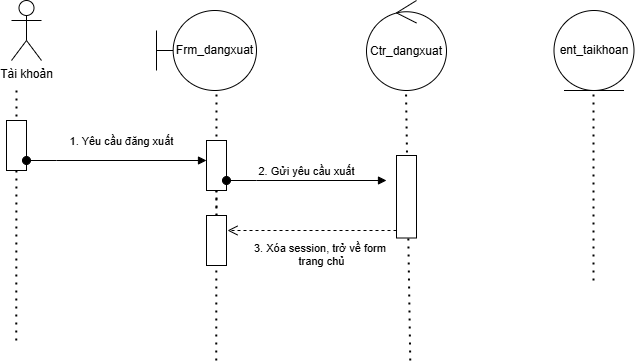 Frm_dangxuat
Ctr_dangxuat
ent_taikhoan
Tài khoản
1. Yêu cầu đăng xuất
2. Gửi yêu cầu xuất
3. Xóa session, trở về form
trang chủ